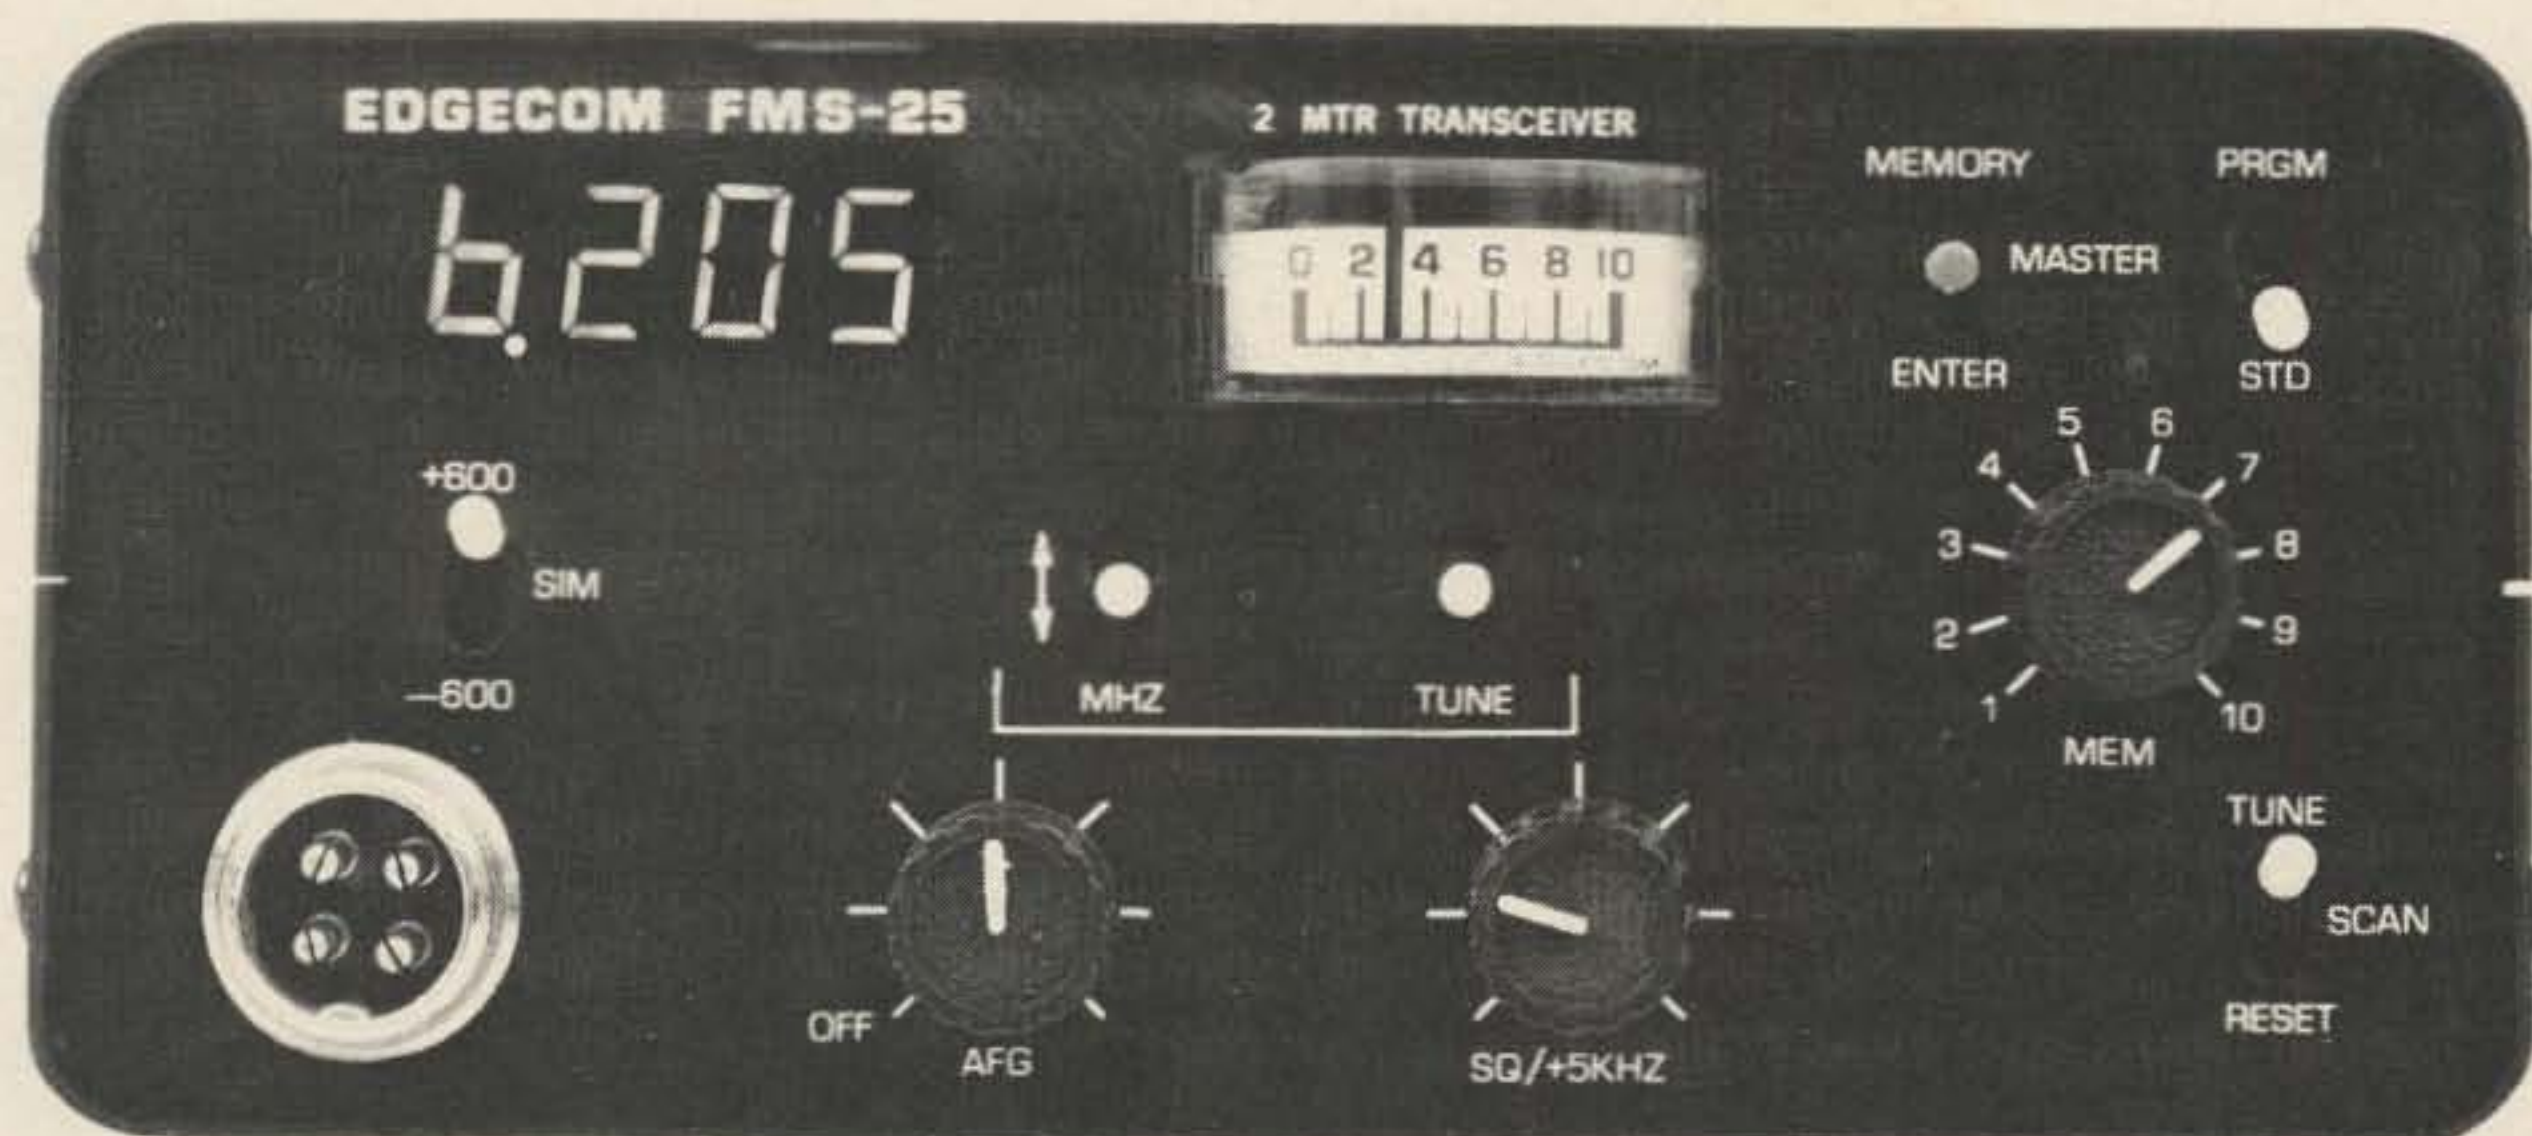 EDGECOM FMS-25
2 MTR TRANSCEIVER
6.205
0 2 4 6 8 10
MEMORY
PRGM
MASTER
ENTER
STD
+600
SIM
-600
MHZ
TUNE
1 2 3 4 5 6 7 8 9 10
MEM
TUNE
SCAN
RESET
OFF
AFG
SQ/+5KHZ